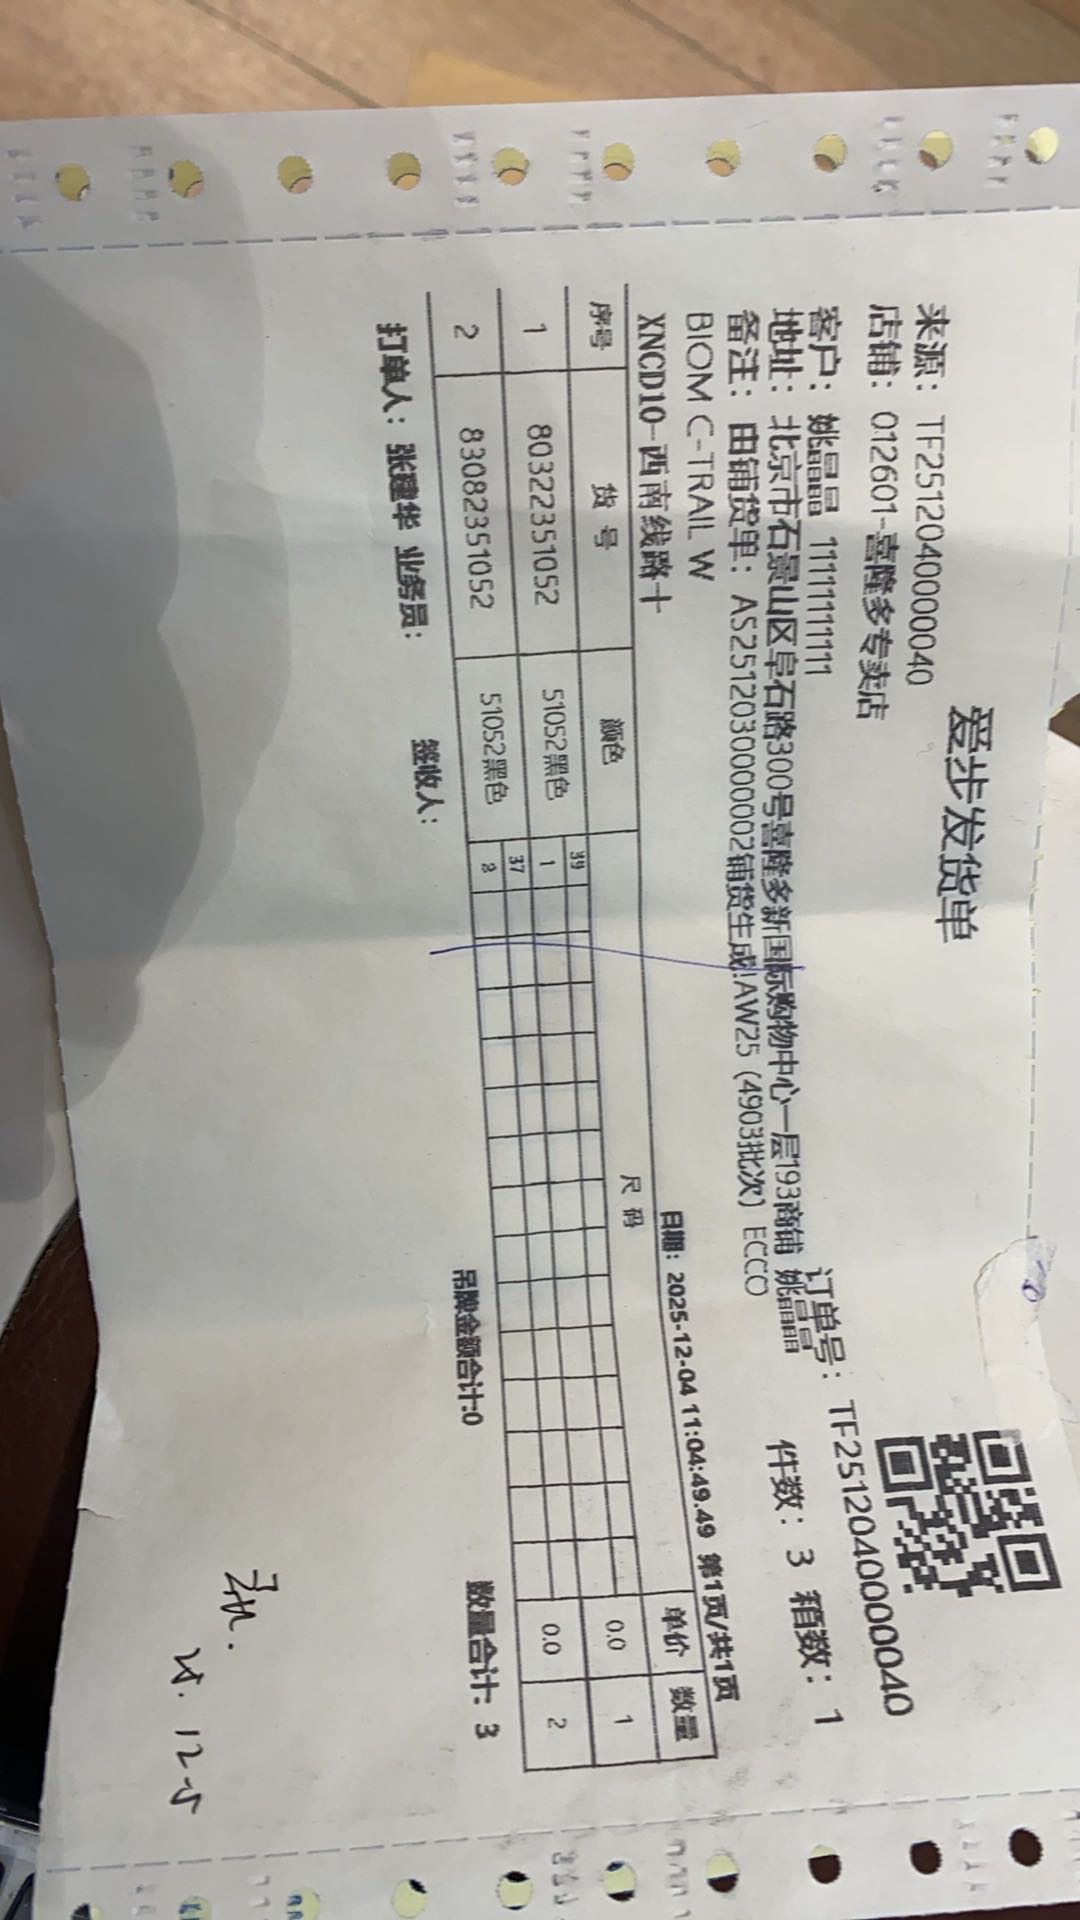 爱步发货单
来源：TF2512040000040 订单号：TF2512040000040
店铺：012601-喜隆多专卖店
客户：姚晶晶 11111111111 件数：3 箱数：1
地址：北京市石景山区阜石路300号喜隆多新国际购物中心一层193商铺 姚晶晶
备注：由铺货单：AS2512030000002铺货生成!AW25 (4903批次) ECCO
BIOM C-TRAIL W
XNCD10-西南线路十 日期：2025-12-04 11:04:49.49 第1页/共1页
序号 货号 颜色 尺码 单价 数量
39
1 80322351052 51052黑色 1 0.0 1
37
2 83082351052 51052黑色 2 0.0 2
吊牌金额合计:0 数量合计：3
打单人：张建华 业务员： 签收人：